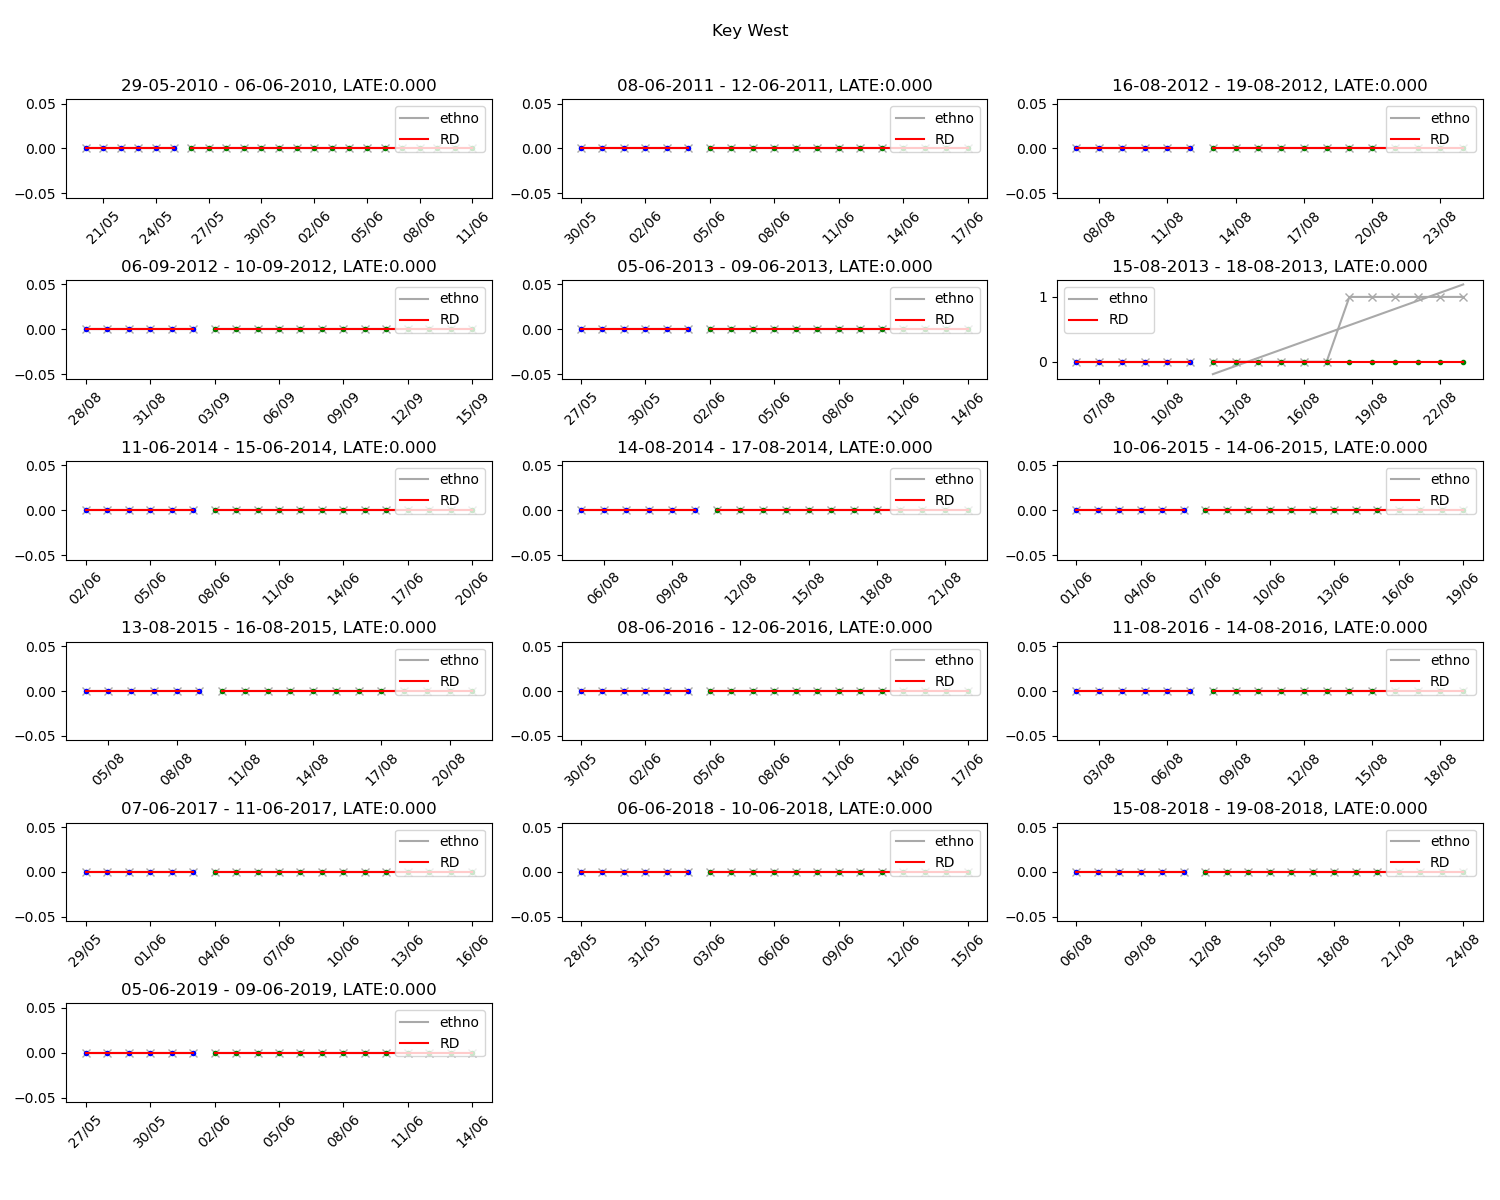 Key West
29-05-2010 - 06-06-2010, LATE:0.000
0.05
0.00
−0.05
ethno
RD
21/05 24/05 27/05 30/05 02/06 05/06 08/06 11/06
08-06-2011 - 12-06-2011, LATE:0.000
0.05
0.00
−0.05
ethno
RD
30/05 02/06 05/06 08/06 11/06 14/06 17/06
16-08-2012 - 19-08-2012, LATE:0.000
0.05
0.00
−0.05
ethno
RD
08/08 11/08 14/08 17/08 20/08 23/08
06-09-2012 - 10-09-2012, LATE:0.000
0.05
0.00
−0.05
ethno
RD
28/08 31/08 03/09 06/09 09/09 12/09 15/09
05-06-2013 - 09-06-2013, LATE:0.000
0.05
0.00
−0.05
ethno
RD
27/05 30/05 02/06 05/06 08/06 11/06 14/06
15-08-2013 - 18-08-2013, LATE:0.000
1
0
ethno
RD
07/08 10/08 13/08 16/08 19/08 22/08
11-06-2014 - 15-06-2014, LATE:0.000
0.05
0.00
−0.05
ethno
RD
02/06 05/06 08/06 11/06 14/06 17/06 20/06
14-08-2014 - 17-08-2014, LATE:0.000
0.05
0.00
−0.05
ethno
RD
06/08 09/08 12/08 15/08 18/08 21/08
10-06-2015 - 14-06-2015, LATE:0.000
0.05
0.00
−0.05
ethno
RD
01/06 04/06 07/06 10/06 13/06 16/06 19/06
13-08-2015 - 16-08-2015, LATE:0.000
0.05
0.00
−0.05
ethno
RD
05/08 08/08 11/08 14/08 17/08 20/08
08-06-2016 - 12-06-2016, LATE:0.000
0.05
0.00
−0.05
ethno
RD
30/05 02/06 05/06 08/06 11/06 14/06 17/06
11-08-2016 - 14-08-2016, LATE:0.000
0.05
0.00
−0.05
ethno
RD
03/08 06/08 09/08 12/08 15/08 18/08
07-06-2017 - 11-06-2017, LATE:0.000
0.05
0.00
−0.05
ethno
RD
29/05 01/06 04/06 07/06 10/06 13/06 16/06
06-06-2018 - 10-06-2018, LATE:0.000
0.05
0.00
−0.05
ethno
RD
28/05 31/05 03/06 06/06 09/06 12/06 15/06
15-08-2018 - 19-08-2018, LATE:0.000
0.05
0.00
−0.05
ethno
RD
06/08 09/08 12/08 15/08 18/08 21/08 24/08
05-06-2019 - 09-06-2019, LATE:0.000
0.05
0.00
−0.05
ethno
RD
27/05 30/05 02/06 05/06 08/06 11/06 14/06